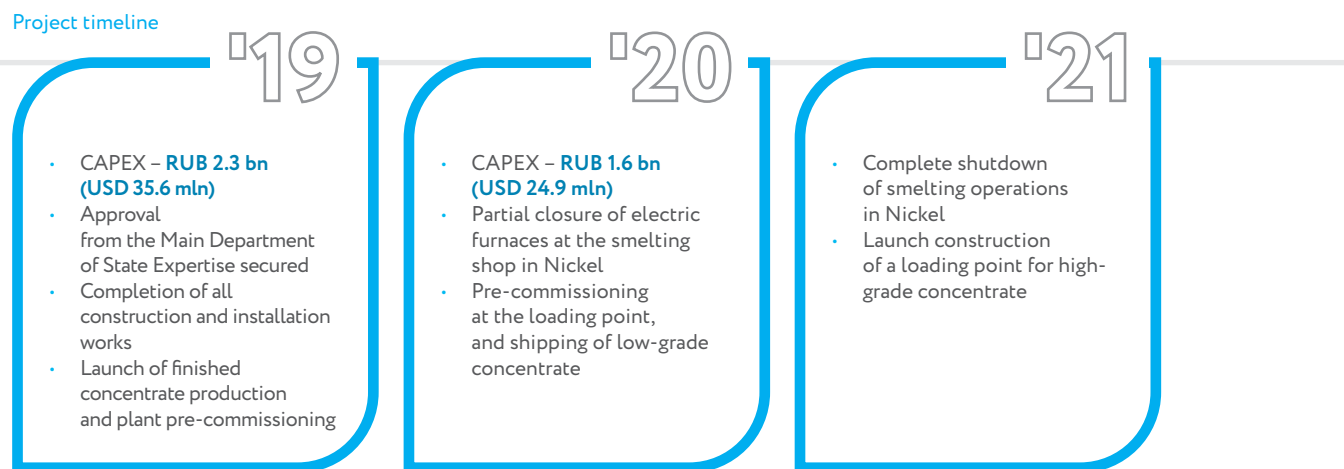 Project timeline
'19
• CAPEX – RUB 2.3 bn
(USD 35.6 mln)
• Approval
from the Main Department
of State Expertise secured
• Completion of all
construction and installation
works
• Launch of finished
concentrate production
and plant pre-commissioning
'20
• CAPEX – RUB 1.6 bn
(USD 24.9 mln)
• Partial closure of electric
furnaces at the smelting
shop in Nickel
• Pre-commissioning
at the loading point,
and shipping of low-grade
concentrate
'21
• Complete shutdown
of smelting operations
in Nickel
• Launch construction
of a loading point for high-
grade concentrate